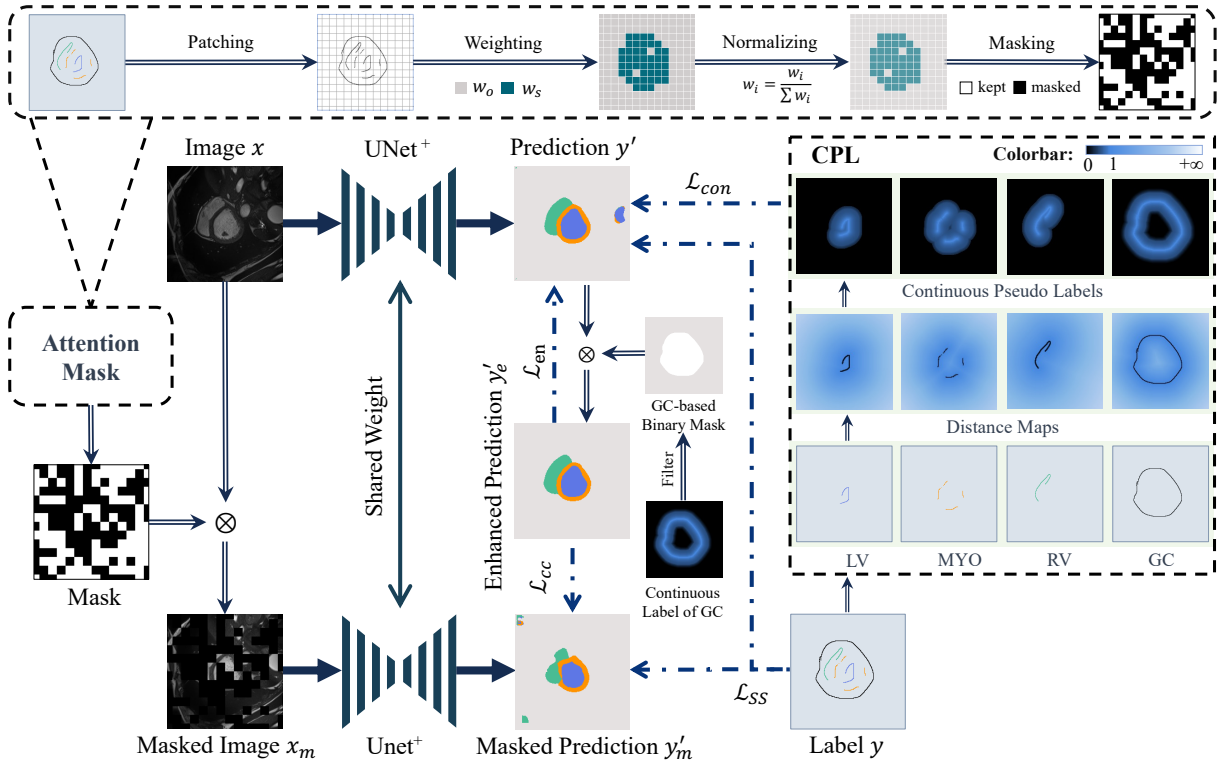 Patching
Weighting
w_o w_s
Normalizing
w_i = w_i / ∑ w_i
Masking
kept masked
Image x
UNet⁺
Prediction y′
Attention
Mask
Mask
Masked Image x_m
Shared Weight
Unet⁺
ℒ_en
Enhanced Prediction y′_e
ℒ_cc
Masked Prediction y′_m
GC-based
Binary Mask
Filter
Continuous
Label of GC
ℒ_con
ℒ_SS
CPL
Colorbar:
0 1 +∞
Continuous Pseudo Labels
Distance Maps
LV MYO RV GC
Label y